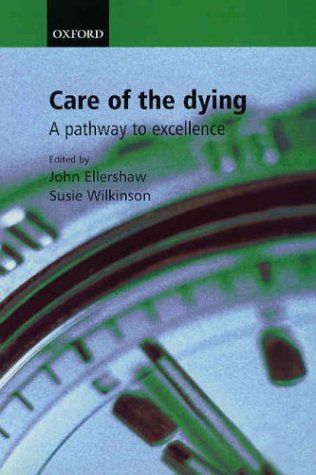 OXFORD
Care of the dying
A pathway to excellence
Edited by
John Ellershaw
Susie Wilkinson